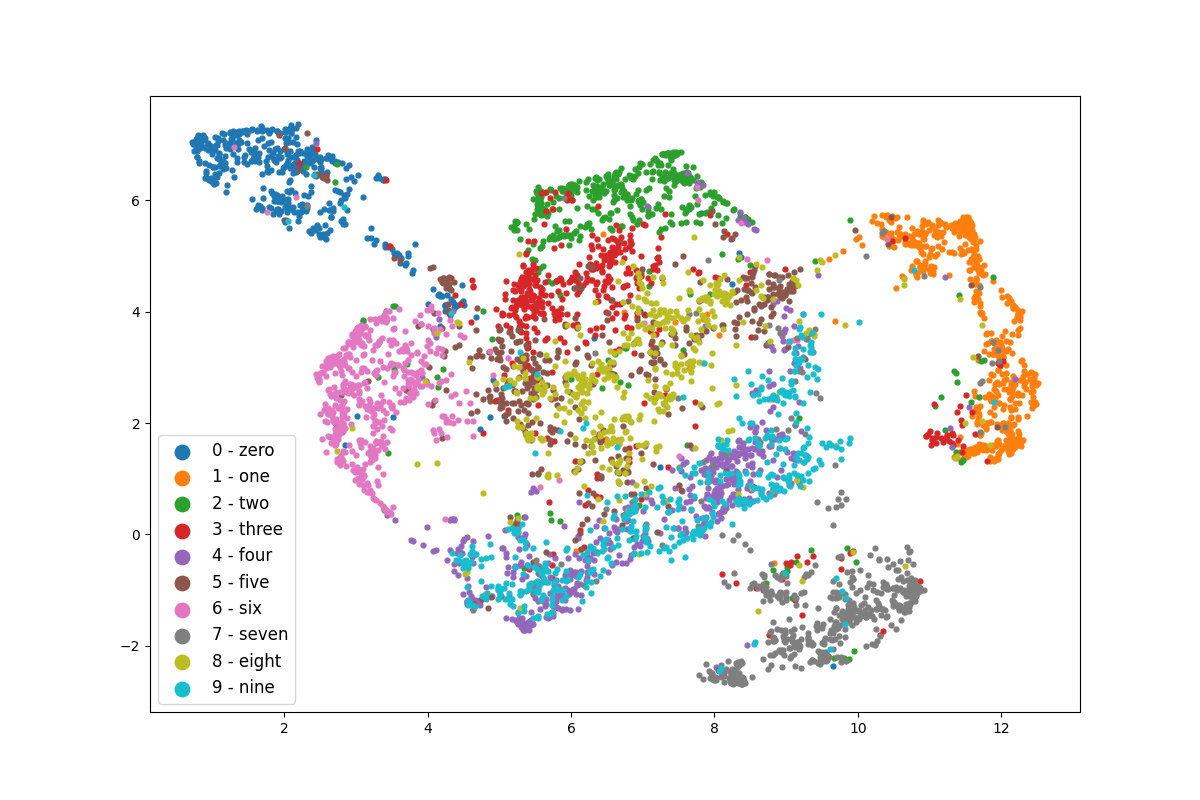 6
4
2
0
−2
0 - zero
1 - one
2 - two
3 - three
4 - four
5 - five
6 - six
7 - seven
8 - eight
9 - nine
2 4 6 8 10 12